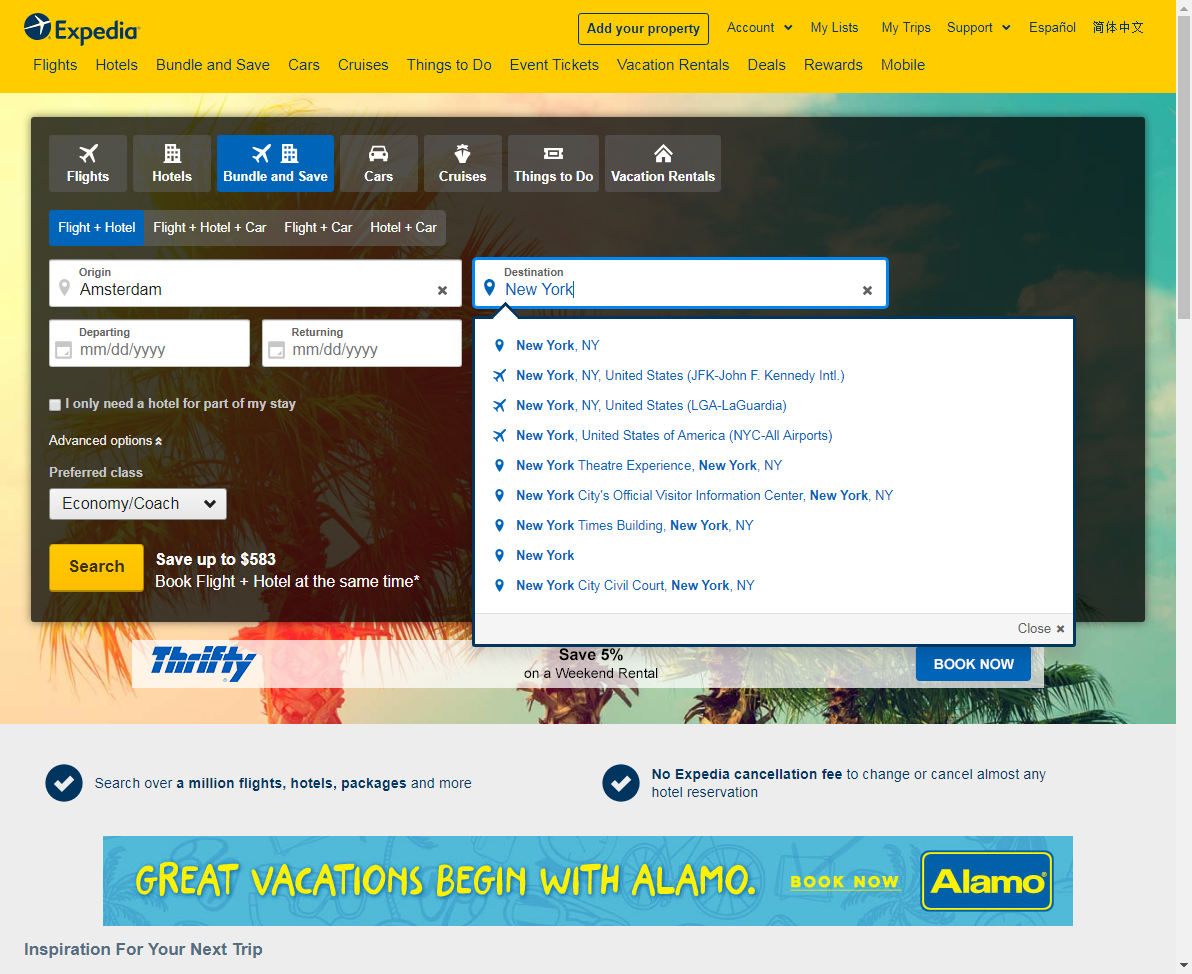 Expedia
Add your property
Account
My Lists
My Trips
Support
Español
简体中文
Flights
Hotels
Bundle and Save
Cars
Cruises
Things to Do
Event Tickets
Vacation Rentals
Deals
Rewards
Mobile
Flights
Hotels
Bundle and Save
Cars
Cruises
Things to Do
Vacation Rentals
Flight + Hotel
Flight + Hotel + Car
Flight + Car
Hotel + Car
Origin
Amsterdam
Destination
New York
Departing
mm/dd/yyyy
Returning
mm/dd/yyyy
New York, NY
New York, NY, United States (JFK-John F. Kennedy Intl.)
New York, NY, United States (LGA-LaGuardia)
New York, United States of America (NYC-All Airports)
New York Theatre Experience, New York, NY
New York City's Official Visitor Information Center, New York, NY
New York Times Building, New York, NY
New York
New York City Civil Court, New York, NY
Close
I only need a hotel for part of my stay
Advanced options
Preferred class
Economy/Coach
Search
Save up to $583
Book Flight + Hotel at the same time*
Thrifty
Save 5%
on a Weekend Rental
BOOK NOW
Search over a million flights, hotels, packages and more
No Expedia cancellation fee to change or cancel almost any
hotel reservation
GREAT VACATIONS BEGIN WITH ALAMO.
BOOK NOW
Alamo
Inspiration For Your Next Trip